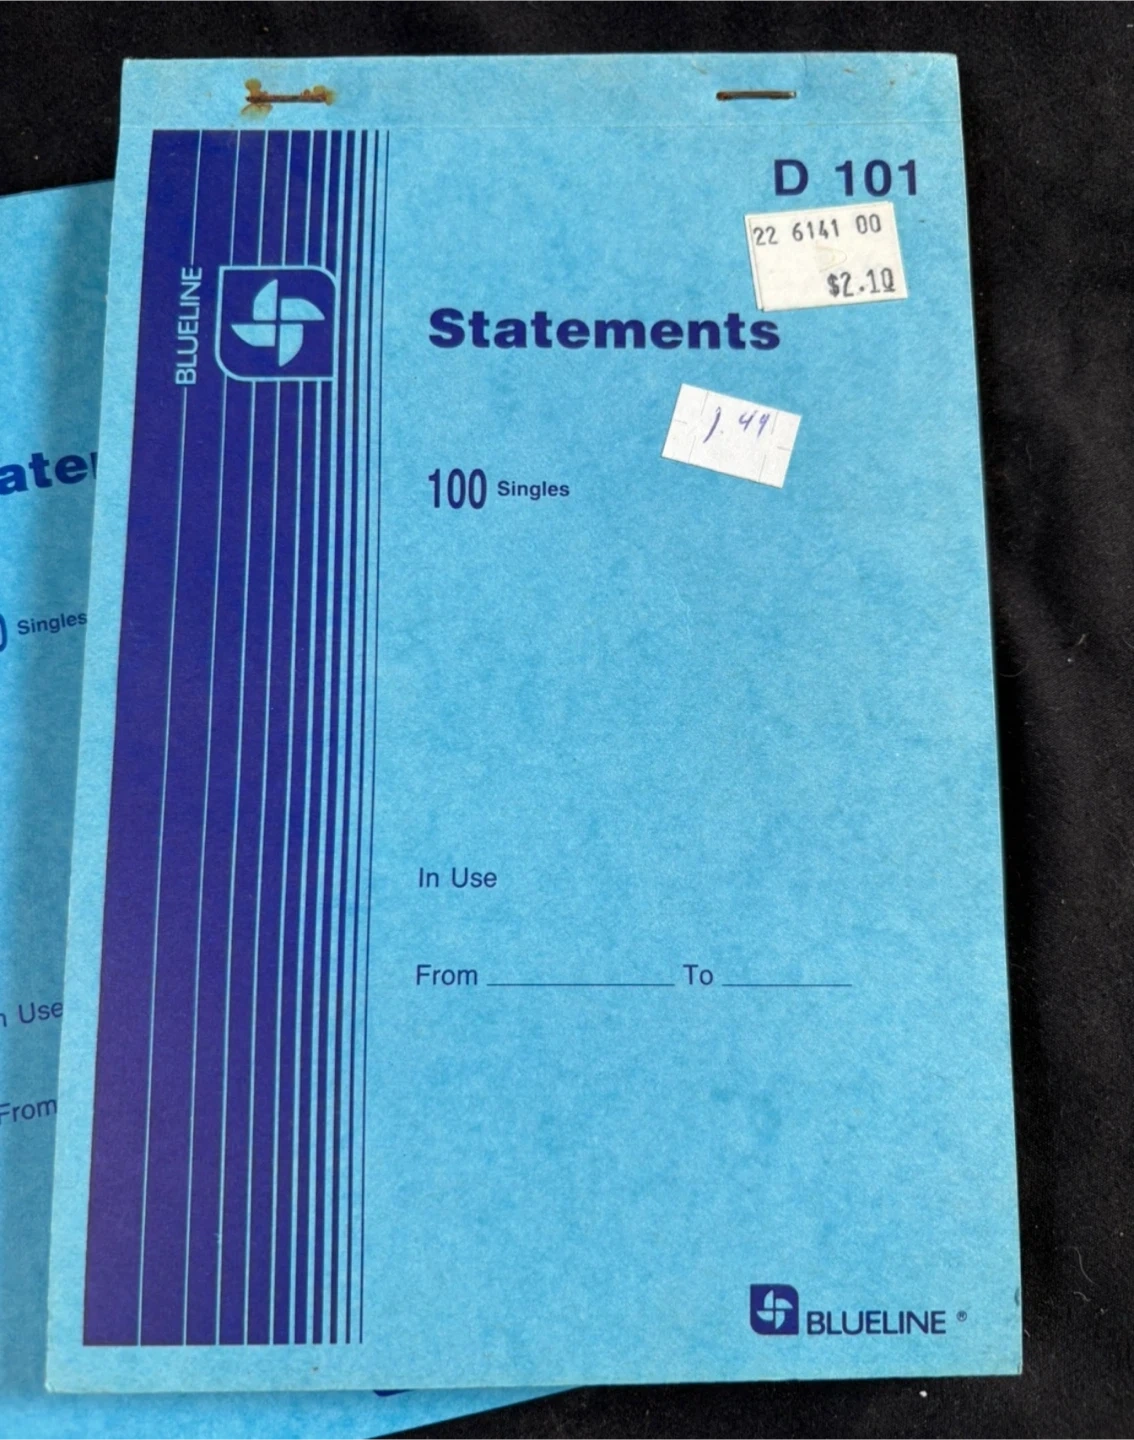 D 101
22 6141 00
$2.10
BLUELINE
Statements
1.49
100 Singles
In Use
From To
BLUELINE ®
Singles
Use
From